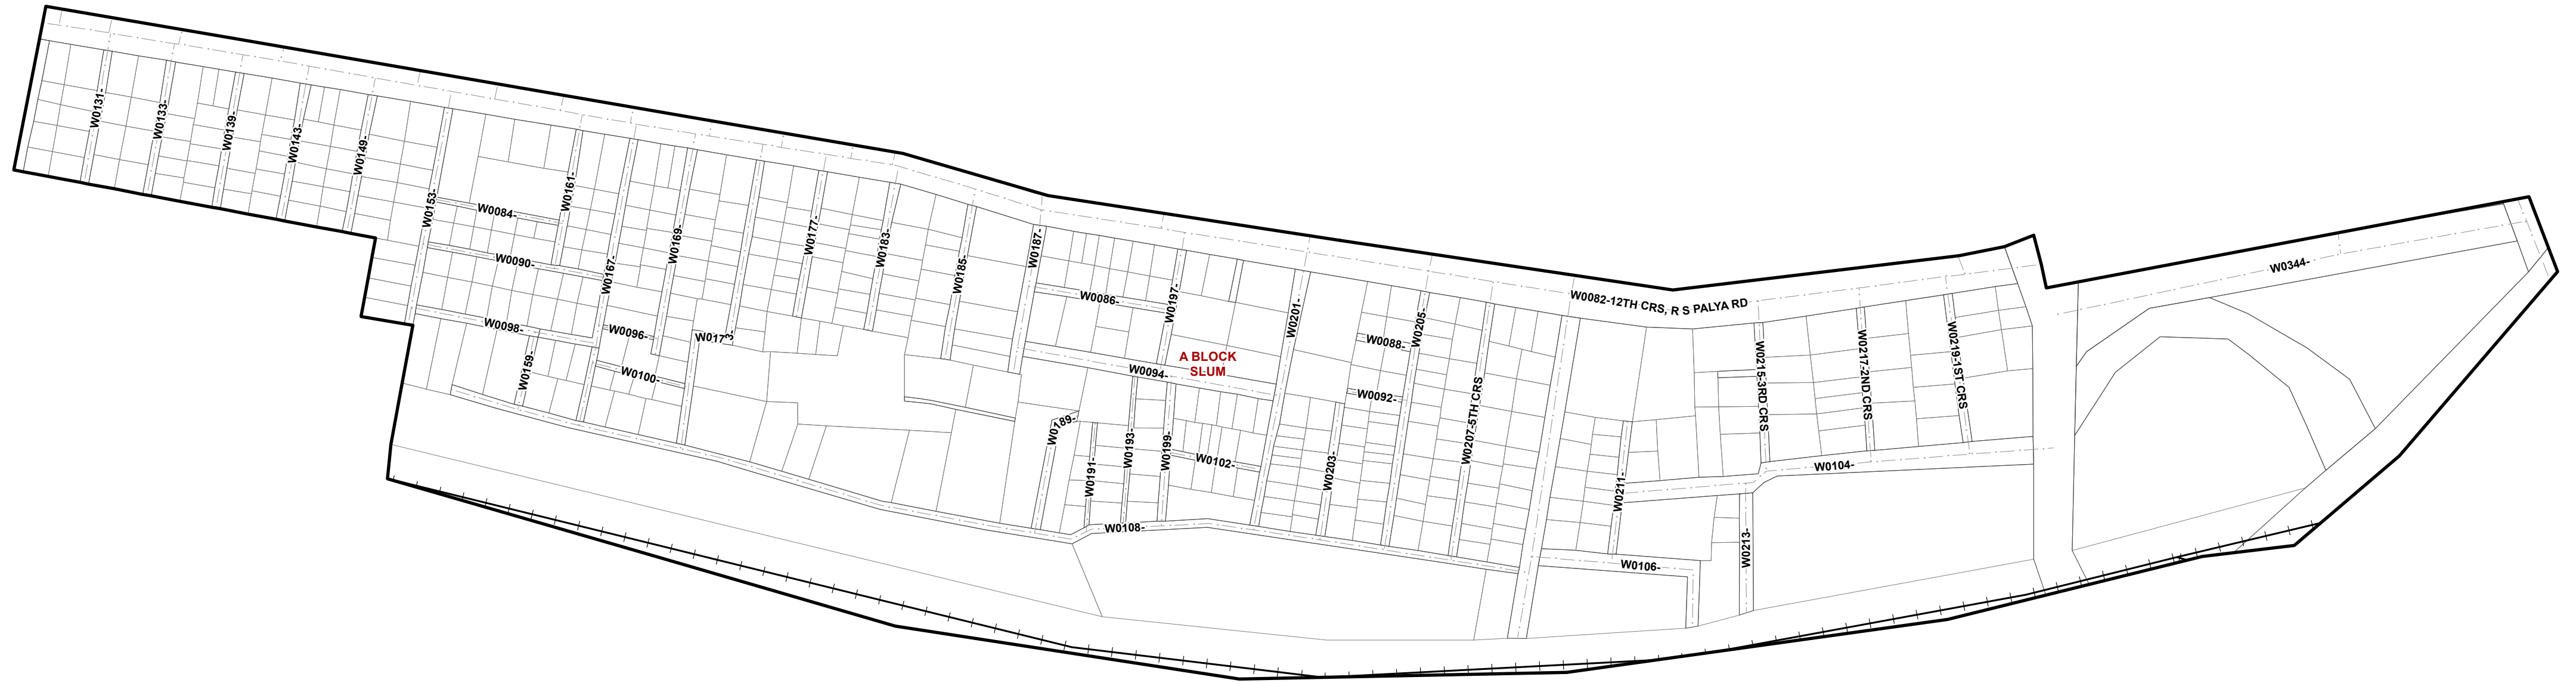 W0131-
W0133-
W0139-
W0143-
W0149-
W0153-
W0161-
W0084-
W0090-
W0167-
W0169-
W0098-
W0096-
W0159-
W0100-
W0177-
W0183-
W0185-
W0187-
W0086-
W0197-
W0094-
A BLOCK
SLUM
W0189-
W0191-
W0193-
W0199-
W0102-
W0108-
W0201-
W0203-
W0088-
W0092-
W0205-
W0207-5TH CRS
W0082-12TH CRS, R S PALYA RD
W0211-
W0106-
W0213-
W0104-
W0215-3RD CRS
W0217-2ND CRS
W0219-1ST CRS
W0344-